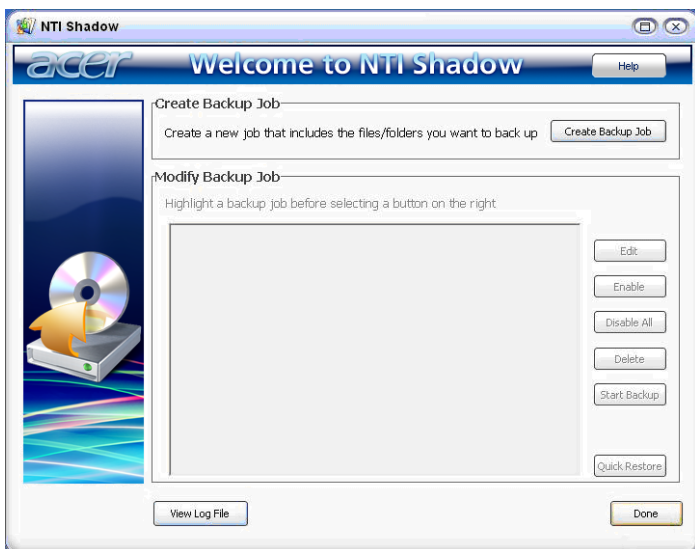 NTI Shadow
acer Welcome to NTI Shadow Help
Create Backup Job
Create a new job that includes the files/folders you want to back up Create Backup Job
Modify Backup Job
Highlight a backup job before selecting a button on the right
Edit
Enable
Disable All
Delete
Start Backup
Quick Restore
View Log File Done